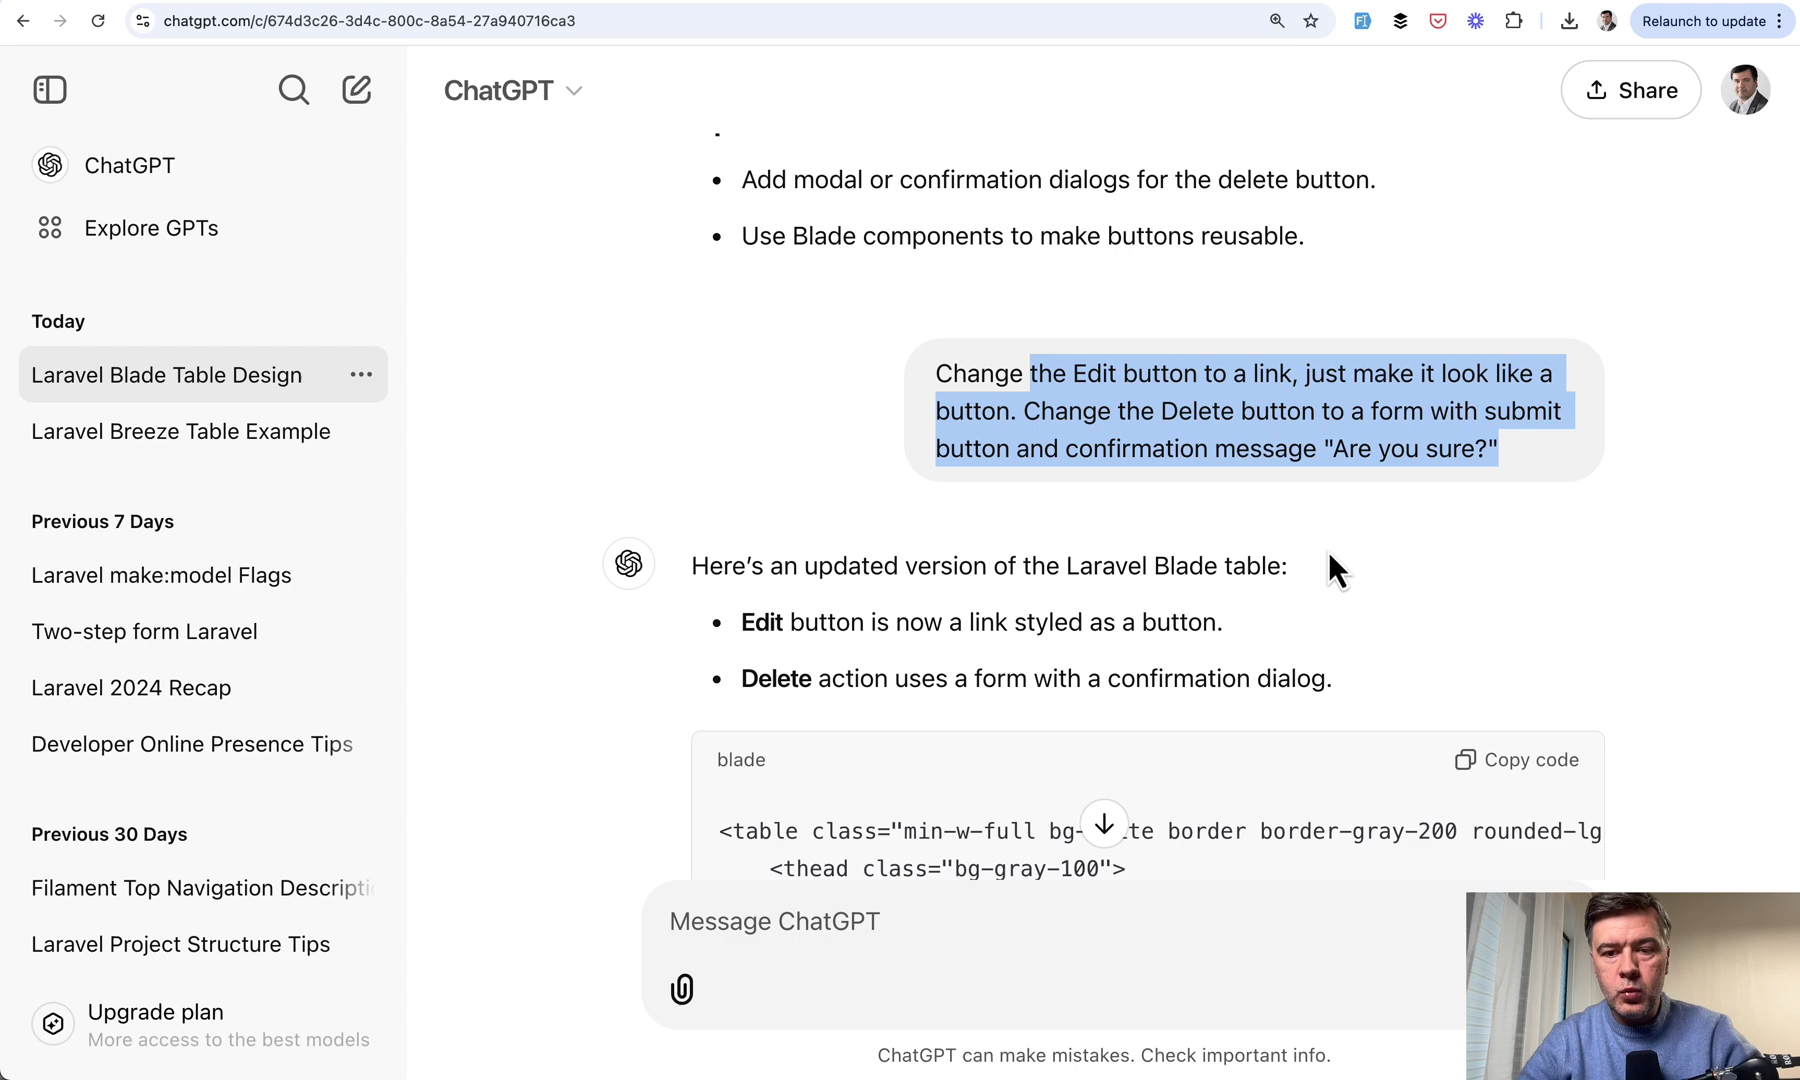 chatgpt.com/c/674d3c26-3d4c-800c-8a54-27a940716ca3
Relaunch to update
ChatGPT
Share
ChatGPT
Explore GPTs
Today
Laravel Blade Table Design
Laravel Breeze Table Example
Previous 7 Days
Laravel make:model Flags
Two-step form Laravel
Laravel 2024 Recap
Developer Online Presence Tips
Previous 30 Days
Filament Top Navigation Descripti
Laravel Project Structure Tips
Upgrade plan
More access to the best models
• Add modal or confirmation dialogs for the delete button.
• Use Blade components to make buttons reusable.
Change the Edit button to a link, just make it look like a
button. Change the Delete button to a form with submit
button and confirmation message "Are you sure?"
Here’s an updated version of the Laravel Blade table:
• Edit button is now a link styled as a button.
• Delete action uses a form with a confirmation dialog.
blade
Copy code
<table class="min-w-full bg- te border border-gray-200 rounded-lg
<thead class="bg-gray-100">
Message ChatGPT
ChatGPT can make mistakes. Check important info.